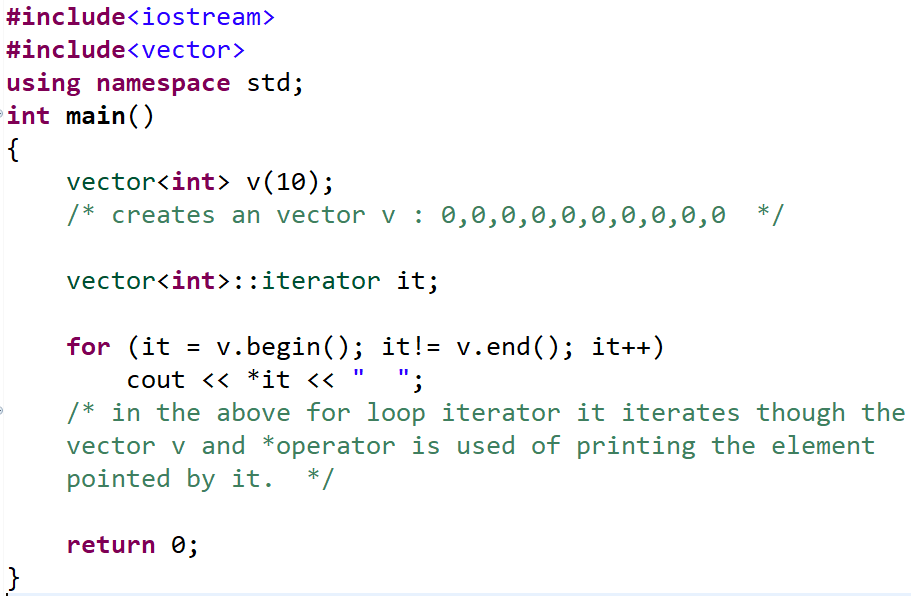 #include<iostream>
#include<vector>
using namespace std;
int main()
{
    vector<int> v(10);
    /* creates an vector v : 0,0,0,0,0,0,0,0,0,0  */

    vector<int>::iterator it;

    for (it = v.begin(); it!= v.end(); it++)
        cout << *it << "  ";
    /* in the above for loop iterator it iterates though the
    vector v and *operator is used of printing the element
    pointed by it.  */

    return 0;
}